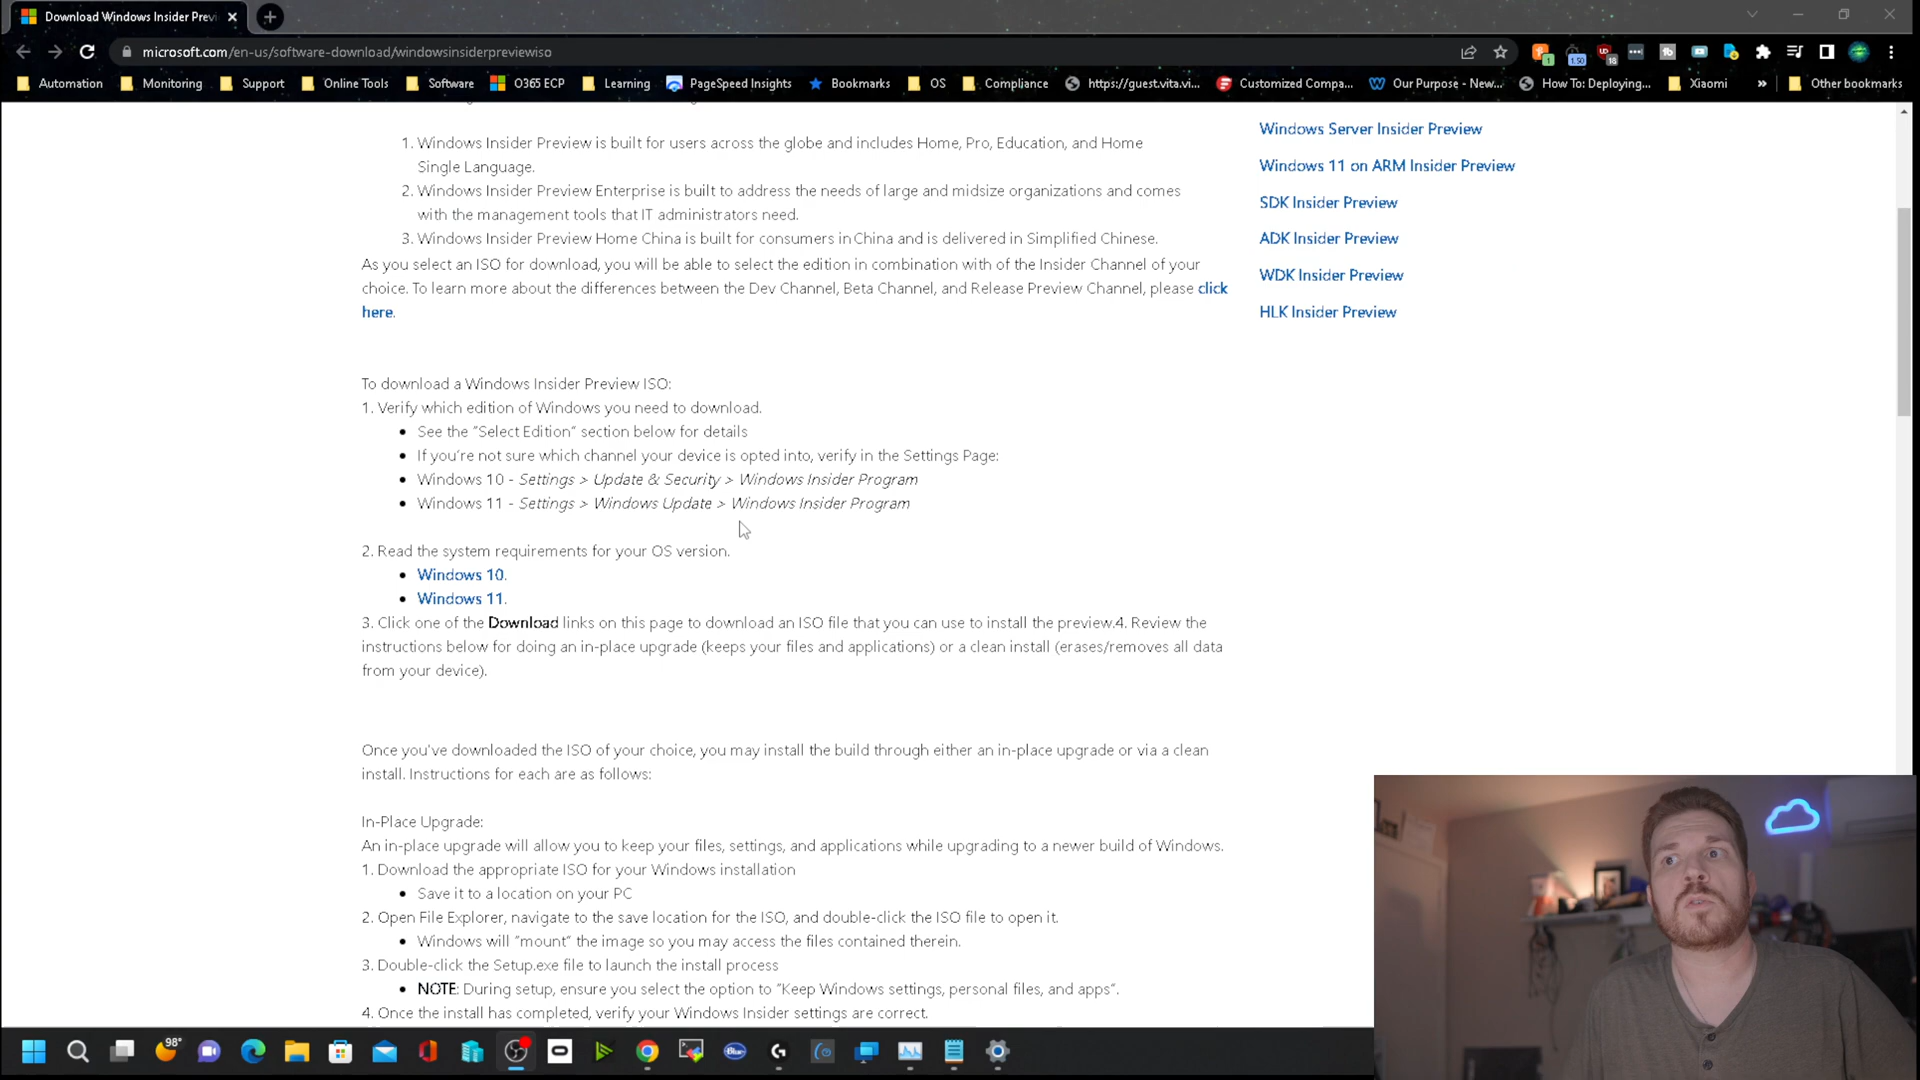 Download Windows Insider Previ
microsoft.com/en-us/software-download/windowsinsiderpreviewiso
1
1.50
18
Automation
Monitoring
Support
Online Tools
Software
O365 ECP
Learning
PageSpeed Insights
Bookmarks
OS
Compliance
https://guest.vita.vi...
Customized Compa...
Our Purpose - New...
How To: Deploying...
Xiaomi
»
Other bookmarks
1. Windows Insider Preview is built for users across the globe and includes Home, Pro, Education, and Home
Single Language.
2. Windows Insider Preview Enterprise is built to address the needs of large and midsize organizations and comes
with the management tools that IT administrators need.
3. Windows Insider Preview Home China is built for consumers in China and is delivered in Simplified Chinese.
As you select an ISO for download, you will be able to select the edition in combination with of the Insider Channel of your
choice. To learn more about the differences between the Dev Channel, Beta Channel, and Release Preview Channel, please click
here.
To download a Windows Insider Preview ISO:
1. Verify which edition of Windows you need to download.
• See the "Select Edition" section below for details
• If you're not sure which channel your device is opted into, verify in the Settings Page:
• Windows 10 - Settings > Update & Security > Windows Insider Program
• Windows 11 - Settings > Windows Update > Windows Insider Program
2. Read the system requirements for your OS version.
• Windows 10.
• Windows 11.
3. Click one of the Download links on this page to download an ISO file that you can use to install the preview.4. Review the
instructions below for doing an in-place upgrade (keeps your files and applications) or a clean install (erases/removes all data
from your device).
Once you've downloaded the ISO of your choice, you may install the build through either an in-place upgrade or via a clean
install. Instructions for each are as follows:
In-Place Upgrade:
An in-place upgrade will allow you to keep your files, settings, and applications while upgrading to a newer build of Windows.
1. Download the appropriate ISO for your Windows installation
• Save it to a location on your PC
2. Open File Explorer, navigate to the save location for the ISO, and double-click the ISO file to open it.
• Windows will "mount" the image so you may access the files contained therein.
3. Double-click the Setup.exe file to launch the install process
• NOTE: During setup, ensure you select the option to "Keep Windows settings, personal files, and apps".
4. Once the install has completed, verify your Windows Insider settings are correct.
Windows Server Insider Preview
Windows 11 on ARM Insider Preview
SDK Insider Preview
ADK Insider Preview
WDK Insider Preview
HLK Insider Preview
98°
Blue